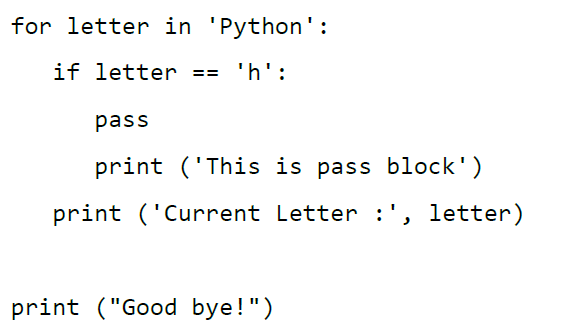 for letter in 'Python':
   if letter == 'h':
      pass
      print ('This is pass block')
   print ('Current Letter :', letter)

print ("Good bye!")